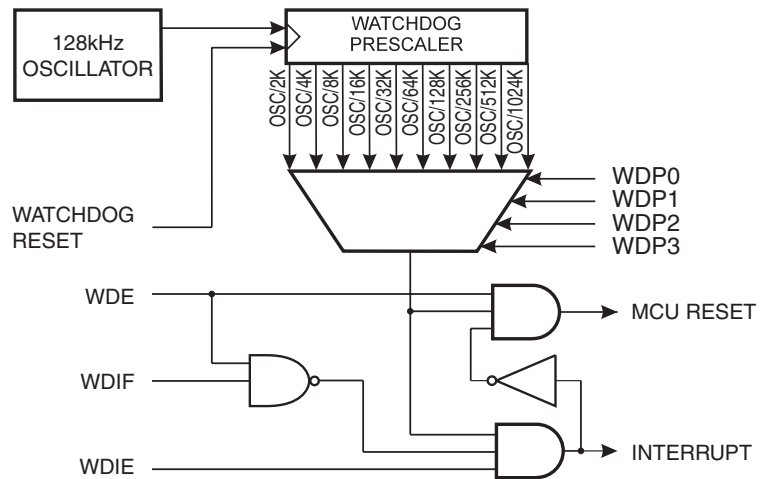 128kHz
OSCILLATOR
WATCHDOG
PRESCALER
OSC/2K
OSC/4K
OSC/8K
OSC/16K
OSC/32K
OSC/64K
OSC/128K
OSC/256K
OSC/512K
OSC/1024K
WDP0
WDP1
WDP2
WDP3
WATCHDOG
RESET
WDE
MCU RESET
WDIF
WDIE
INTERRUPT